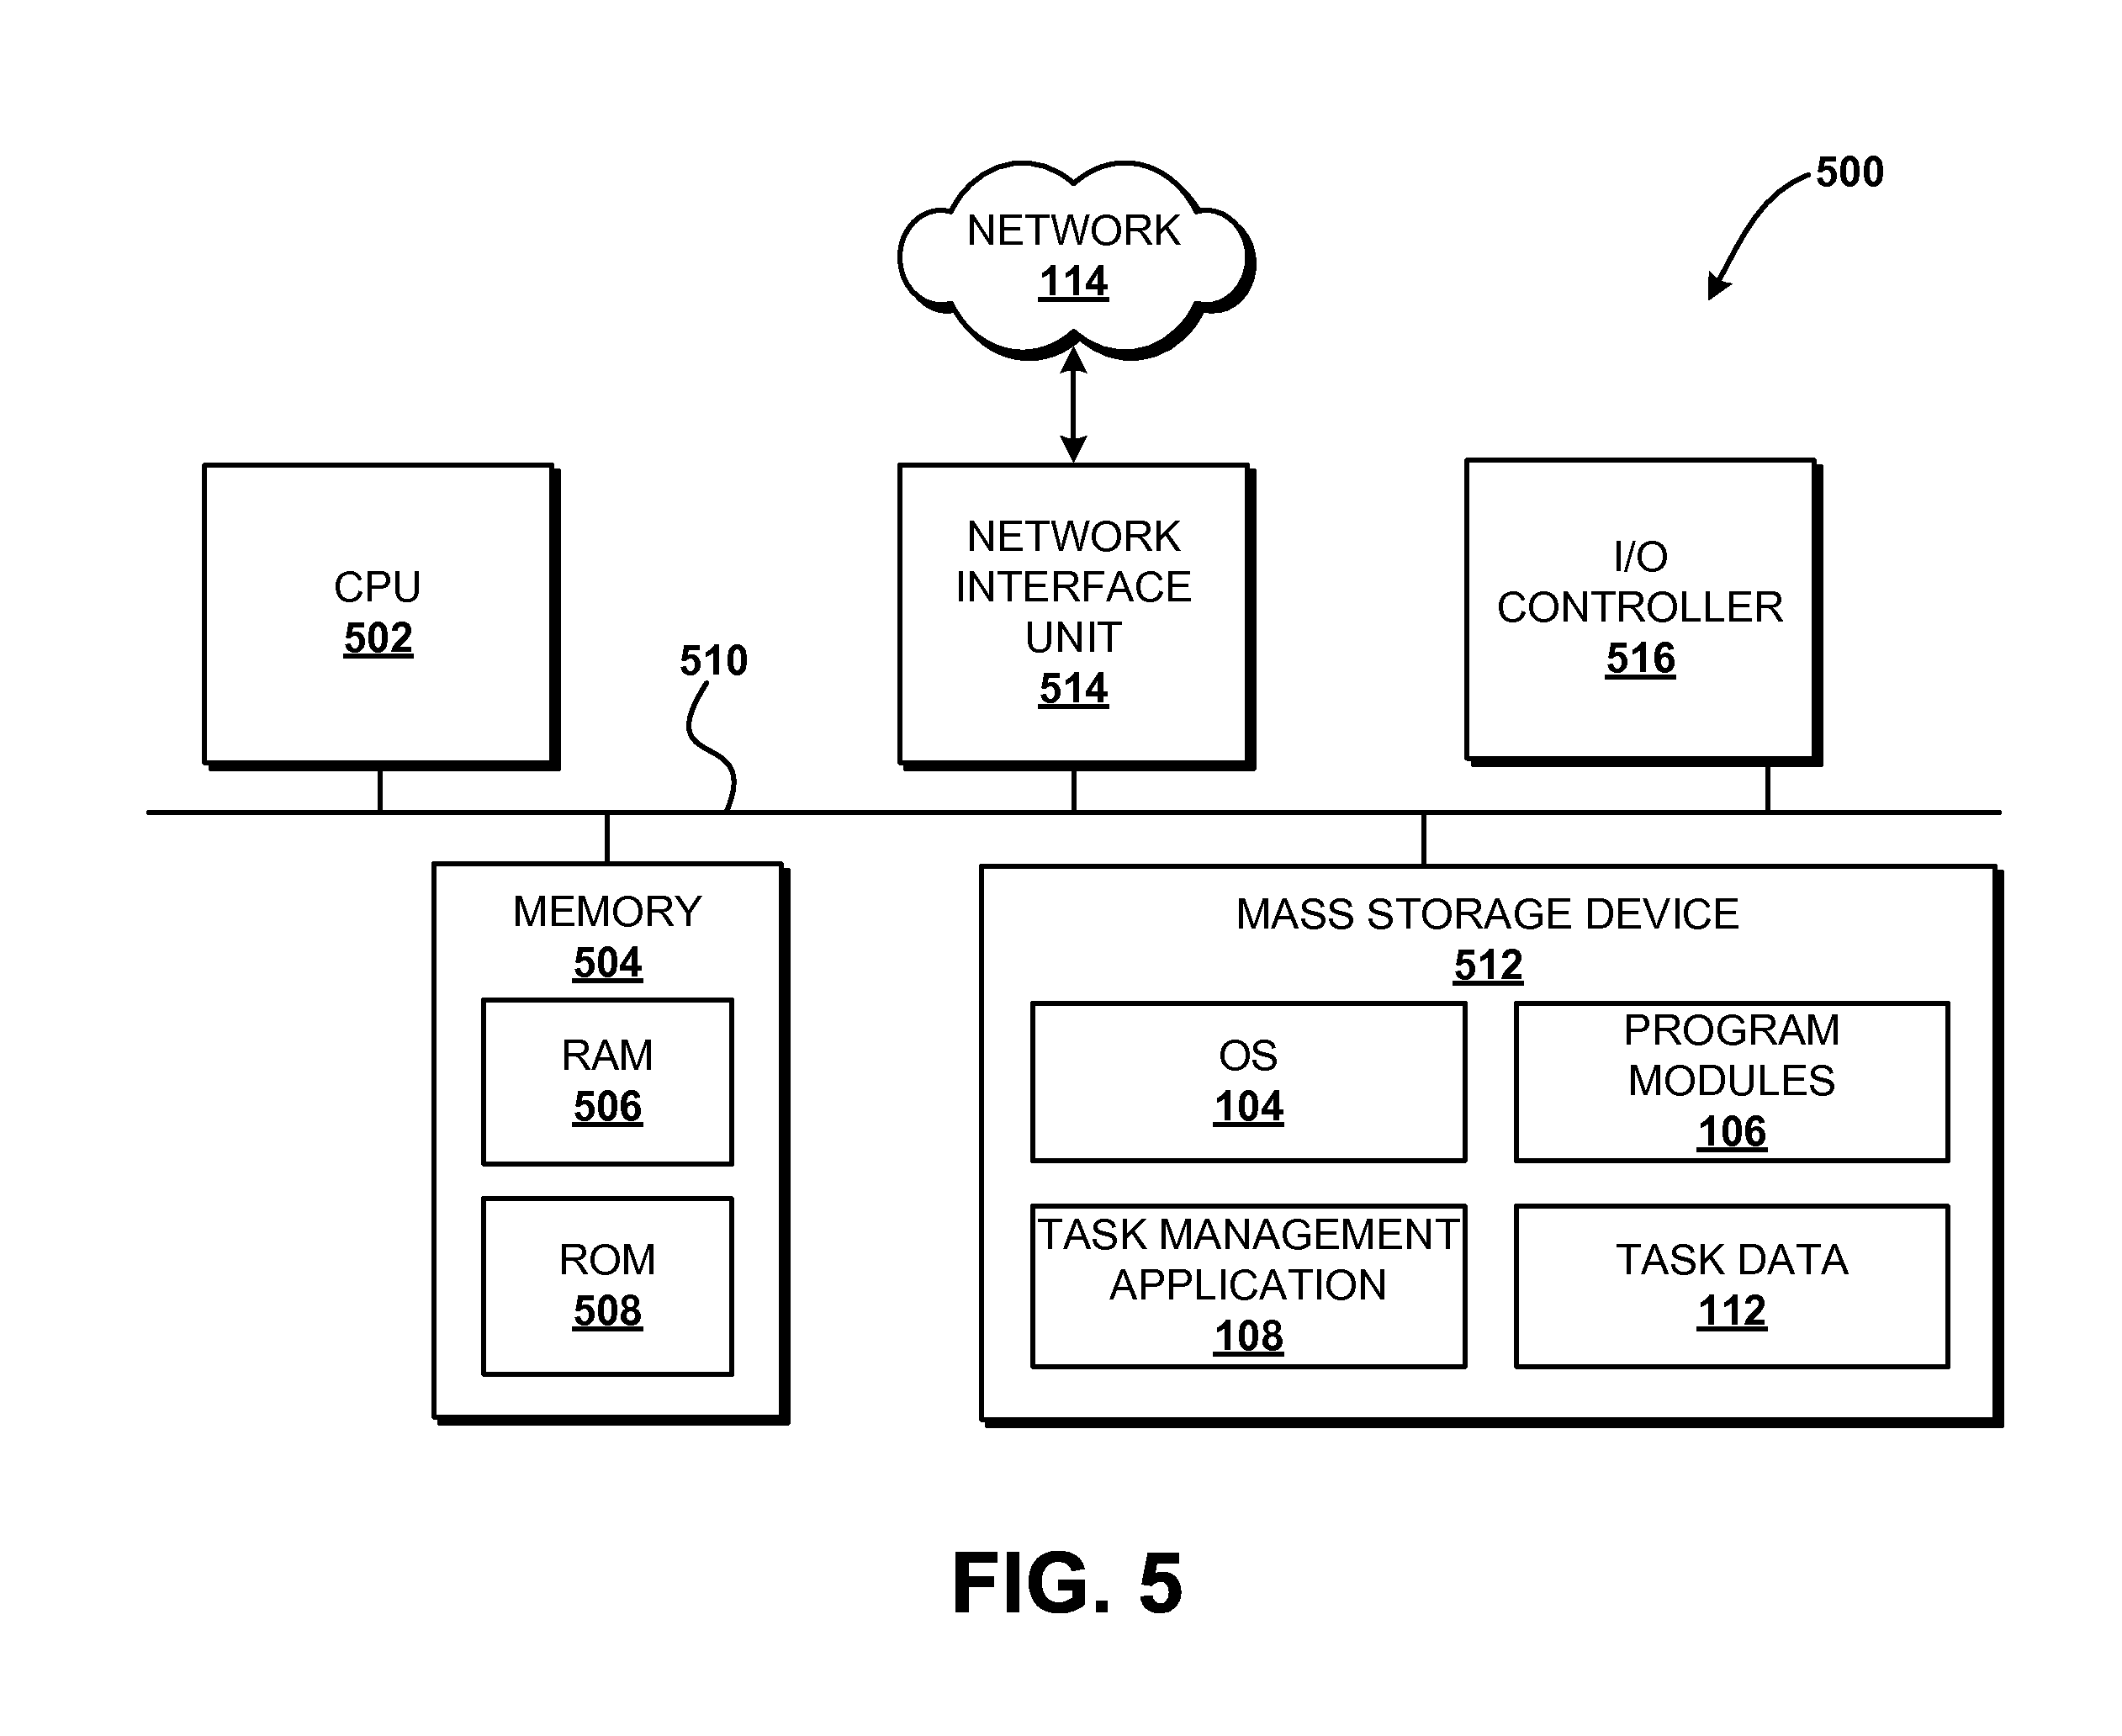 500
NETWORK
114
CPU
502
NETWORK
INTERFACE
UNIT
514
I/O
CONTROLLER
516
510
MEMORY
504
RAM
506
ROM
508
MASS STORAGE DEVICE
512
OS
104
PROGRAM
MODULES
106
TASK MANAGEMENT
APPLICATION
108
TASK DATA
112
FIG. 5